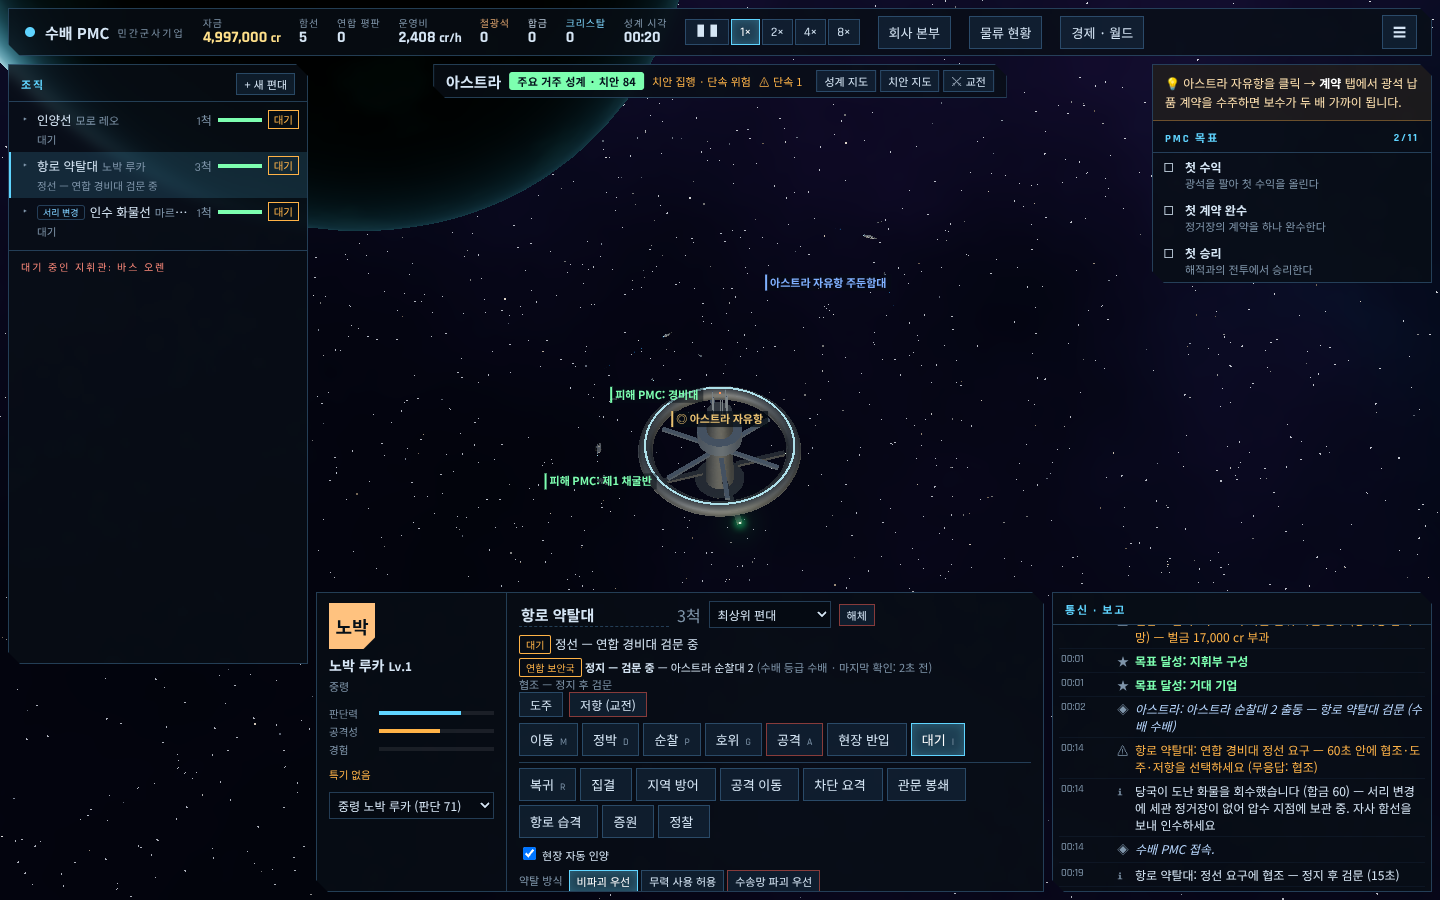 수배 PMC 민간군사기업
자금 4,997,000 cr
함선 5
연합 평판 0
운영비 2,408 cr/h
철광석 0
합금 0
크리스탈 0
성계 시각 00:20
1× 2× 4× 8×
회사 본부 물류 현황 경제 · 월드
조직 + 새 편대
인양선 모로 레오 1척 대기
대기
항로 약탈대 노박 루카 3척 대기
정선 — 연합 경비대 검문 중
서리 변경 인수 화물선 마르… 1척 대기
대기
대기 중인 지휘관: 바스 오렌
아스트라 주요 거주 성계 · 치안 84 치안 집행 · 단속 위험 ⚠ 단속 1 성계 지도 치안 지도 ⚔ 교전
💡 아스트라 자유항을 클릭 → 계약 탭에서 광석 납
품 계약을 수주하면 보수가 두 배 가까이 됩니다.
PMC 목표 2/11
첫 수익
광석을 팔아 첫 수익을 올린다
첫 계약 완수
정거장의 계약을 하나 완수한다
첫 승리
해적과의 전투에서 승리한다
아스트라 자유항 주둔함대
피해 PMC: 경비대
◎ 아스트라 자유항
피해 PMC: 제1 채굴반
노박
노박 루카 Lv.1
중령
판단력
공격성
경험
특기 없음
중령 노박 루카 (판단 71)
항로 약탈대 3척 최상위 편대 해체
대기 정선 — 연합 경비대 검문 중
연합 보안국 정지 — 검문 중 — 아스트라 순찰대 2 (수배 등급 수배 · 마지막 확인: 2초 전)
협조 — 정지 후 검문
도주 저항 (교전)
이동 M 정박 D 순찰 P 호위 G 공격 A 현장 반입 대기 I
복귀 R 집결 지역 방어 공격 이동 차단 요격 관문 봉쇄
항로 습격 증원 정찰
현장 자동 인양
약탈 방식 비파괴 우선 무력 사용 허용 수송망 파괴 우선
통신 · 보고
망) — 벌금 17,000 cr 부과
00:01 ★ 목표 달성: 지휘부 구성
00:01 ★ 목표 달성: 거대 기업
00:02 ◈ 아스트라: 아스트라 순찰대 2 출동 — 항로 약탈대 검문 (수
배 수배)
00:14 ⚠ 항로 약탈대: 연합 경비대 정선 요구 — 60초 안에 협조·도
주·저항을 선택하세요 (무응답: 협조)
00:14 ℹ 당국이 도난 화물을 회수했습니다 (합금 60) — 서리 변경
에 세관 정거장이 없어 압수 지점에 보관 중. 자사 함선을
보내 인수하세요
00:14 ◈ 수배 PMC 접속.
00:19 ℹ 항로 약탈대: 정선 요구에 협조 — 정지 후 검문 (15초)